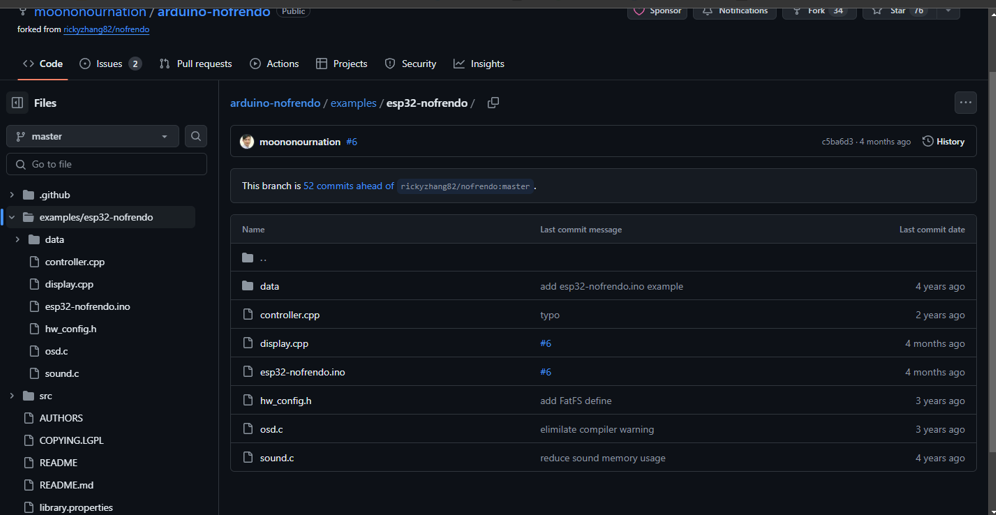 moononournation / arduino-nofrendo Public Sponsor Notifications Fork 34 Star 76
forked from rickyzhang82/nofrendo
Code Issues 2 Pull requests Actions Projects Security Insights
Files
master
Go to file
.github
examples/esp32-nofrendo
data
controller.cpp
display.cpp
esp32-nofrendo.ino
hw_config.h
osd.c
sound.c
src
AUTHORS
COPYING.LGPL
README
README.md
library.properties
arduino-nofrendo / examples / esp32-nofrendo /
moononournation #6 c5ba6d3 · 4 months ago History
This branch is 52 commits ahead of rickyzhang82/nofrendo:master.
Name Last commit message Last commit date
..
data add esp32-nofrendo.ino example 4 years ago
controller.cpp typo 2 years ago
display.cpp #6 4 months ago
esp32-nofrendo.ino #6 4 months ago
hw_config.h add FatFS define 3 years ago
osd.c elimilate compiler warning 3 years ago
sound.c reduce sound memory usage 4 years ago